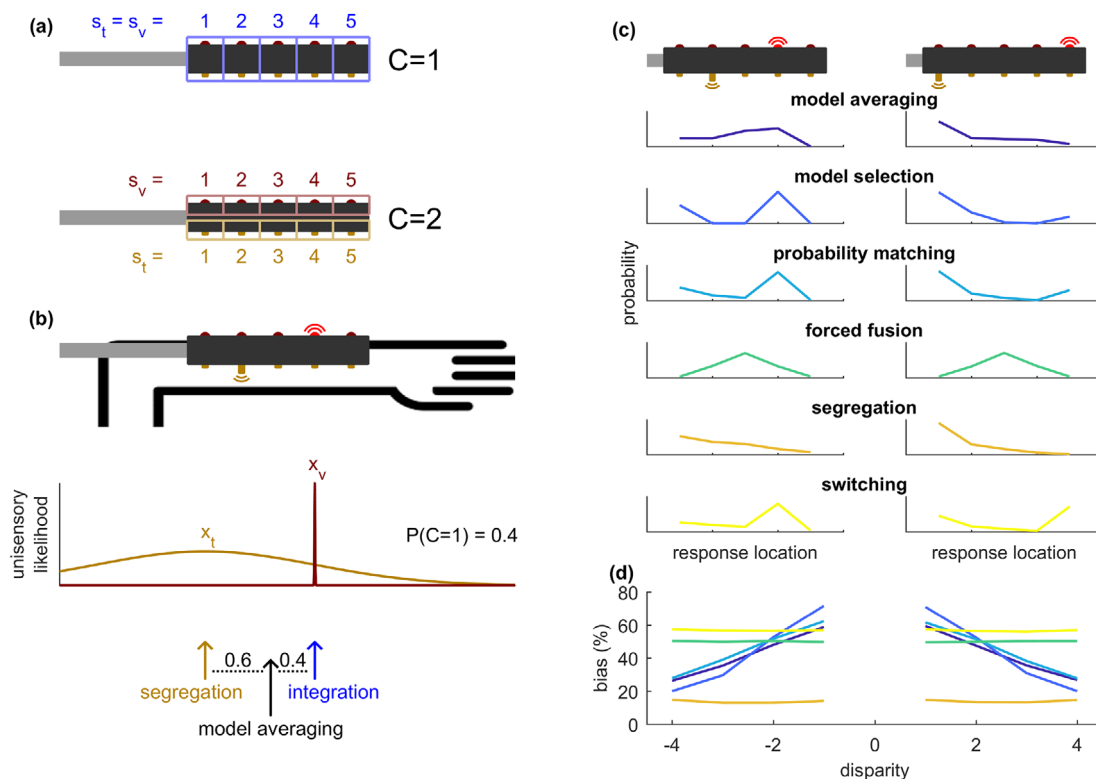 (a)
s_t = s_v = 1 2 3 4 5
C=1
s_v = 1 2 3 4 5
C=2
s_t = 1 2 3 4 5
(b)
unisensory
likelihood
x_t
x_v
P(C=1) = 0.4
0.6 0.4
segregation integration
model averaging
(c)
model averaging
model selection
probability matching
probability
forced fusion
segregation
switching
response location response location
(d)
bias (%)
80
60
40
20
0
-4 -2 0 2 4
disparity